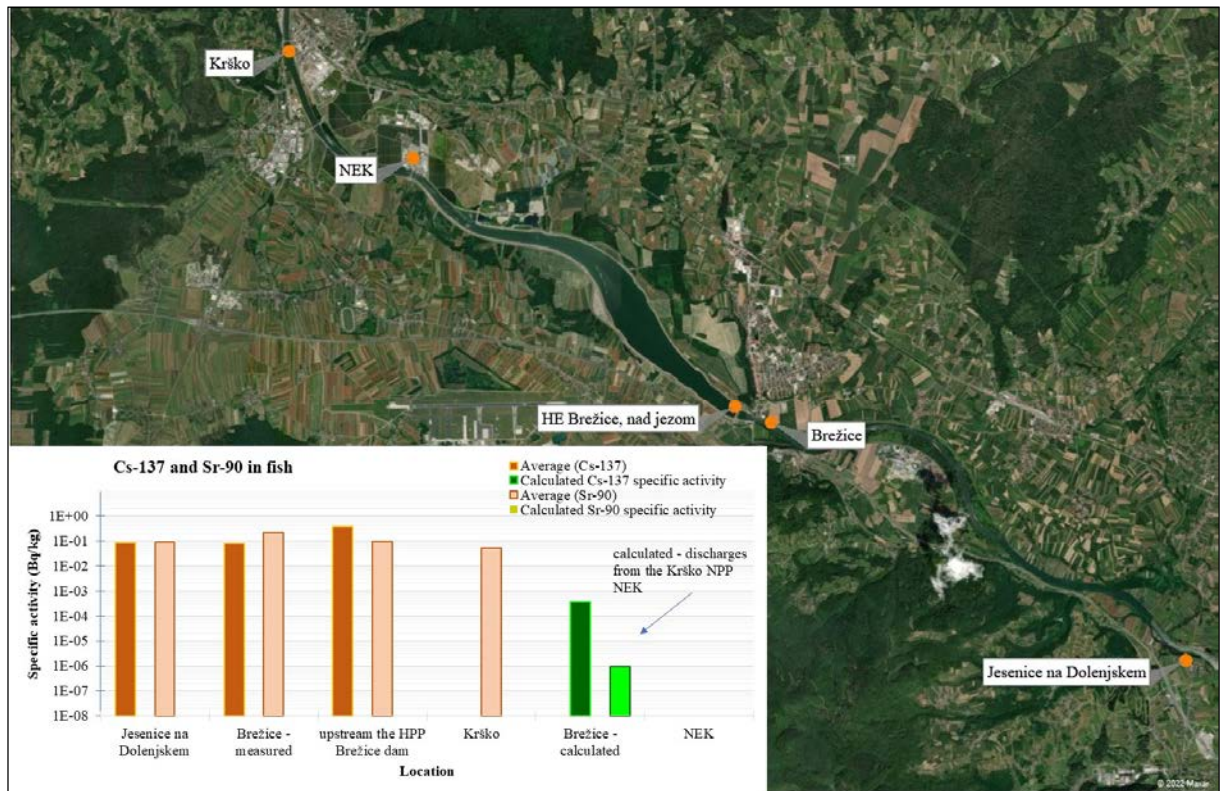 Krško
NEK
HE Brežice, nad jezom
Brežice
Jesenice na Dolenjskem
Cs-137 and Sr-90 in fish
Average (Cs-137)
Calculated Cs-137 specific activity
Average (Sr-90)
Calculated Sr-90 specific activity
calculated - discharges
from the Krško NPP
NEK
Specific activity (Bq/kg)
1E+00
1E-01
1E-02
1E-03
1E-04
1E-05
1E-06
1E-07
1E-08
Jesenice na
Dolenjskem
Brežice -
measured
upstream the HPP
Brežice dam
Krško
Brežice -
calculated
NEK
Location
© 2022 Maxar